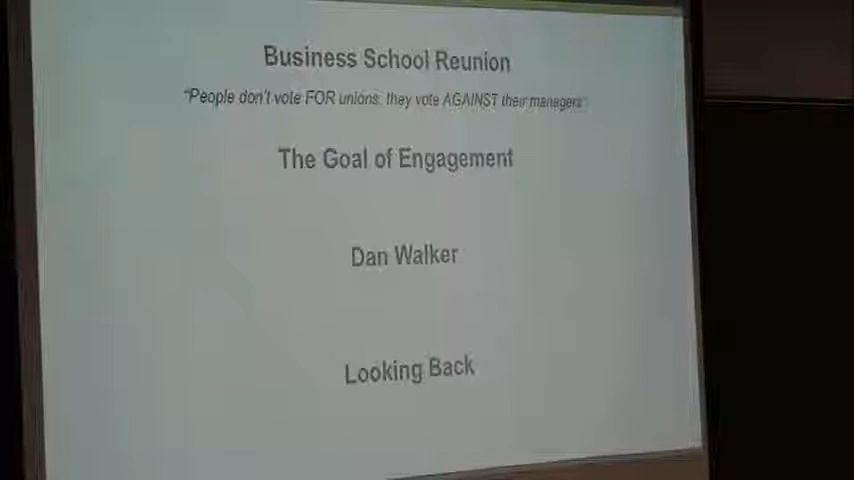 Business School Reunion
"People don't vote FOR unions, they vote AGAINST their managers"
The Goal of Engagement
Dan Walker
Looking Back